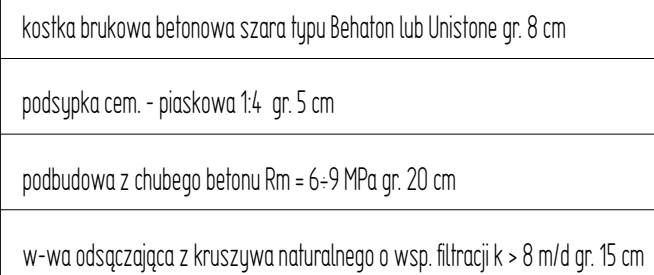 kostka brukowa betonowa szara typu Behaton lub Unistone gr. 8 cm
podsypka cem. - piaskowa 1:4 gr. 5 cm
podbudowa z chubego betonu Rm = 6÷9 MPa gr. 20 cm
w-wa odsączająca z kruszywa naturalnego o wsp. filtracji k > 8 m/d gr. 15 cm